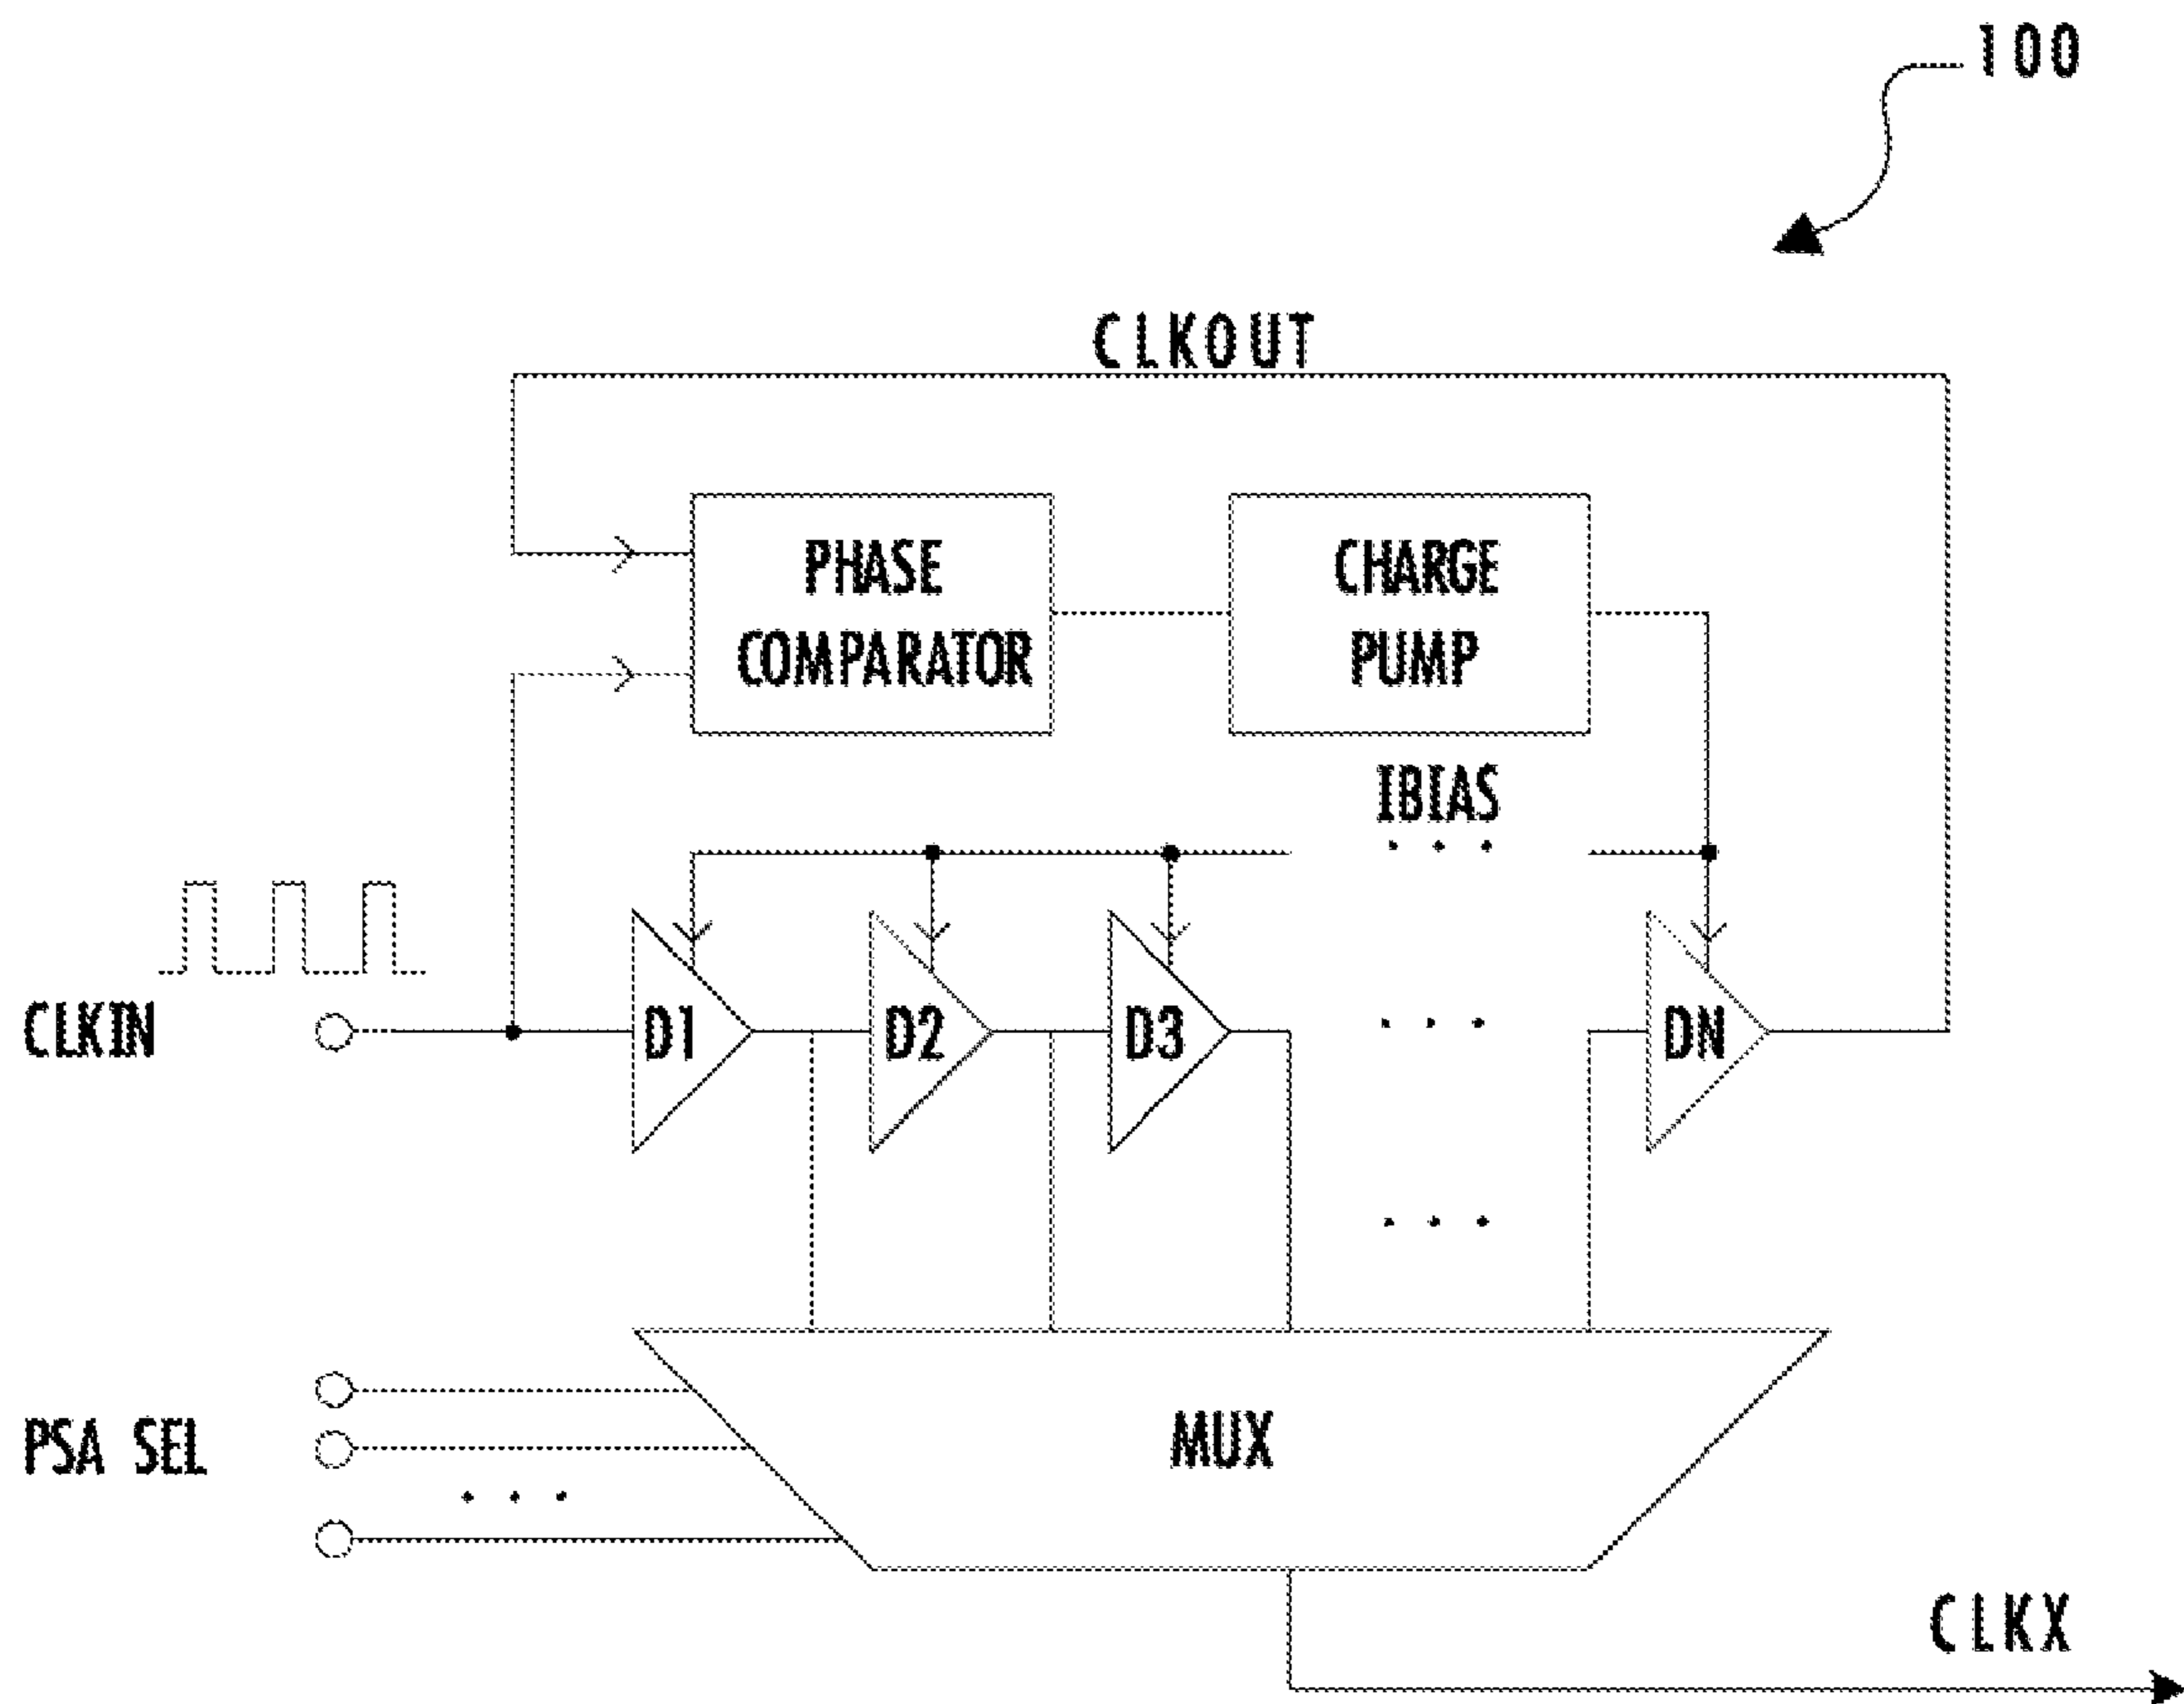 100
CLKOUT
PHASE
COMPARATOR
CHARGE
PUMP
IBIAS
. . .
CLKIN
D1
D2
D3
. . .
DN
. . .
PSA SEL
. . .
MUX
CLKX